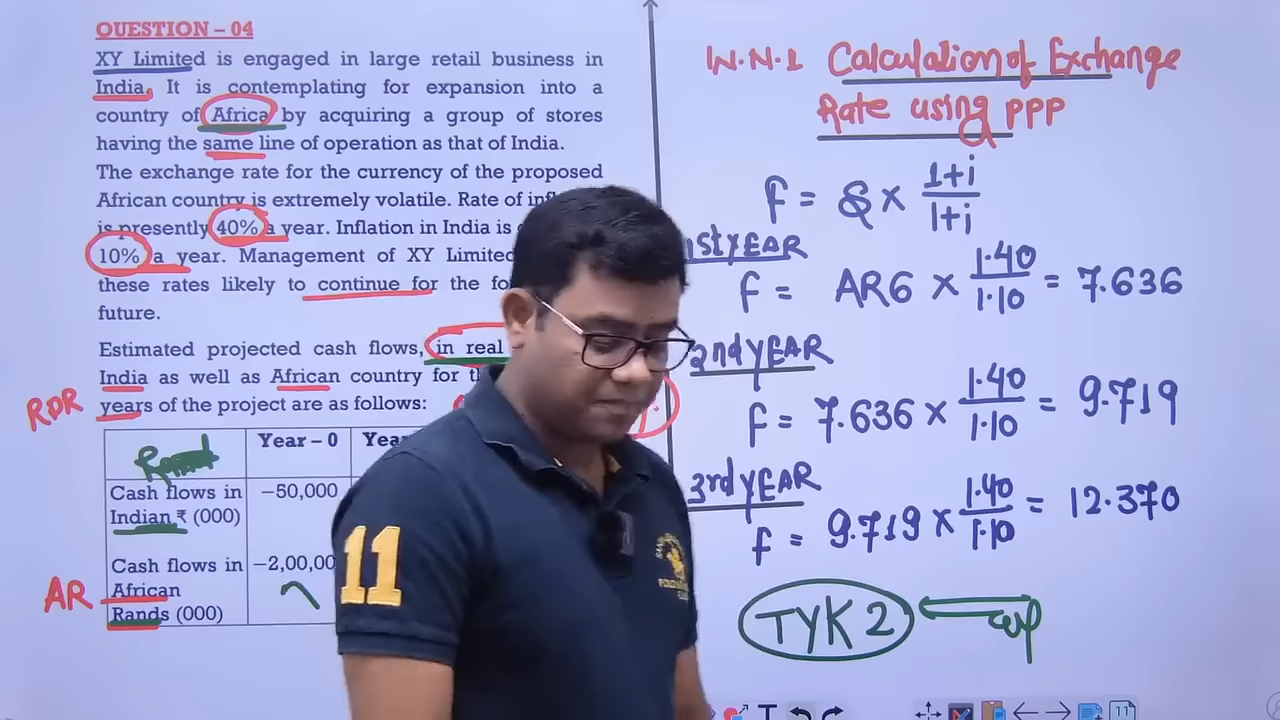 QUESTION – 04
XY Limited is engaged in large retail business in
India. It is contemplating for expansion into a
country of Africa by acquiring a group of stores
having the same line of operation as that of India.
The exchange rate for the currency of the proposed
African country is extremely volatile. Rate of
is presently 40% a year. Inflation in India is
10% a year. Management of XY Limited
these rates likely to continue for the
future.
Estimated projected cash flows, in real
India as well as African country for
years of the project are as follows:
RDR
Rand
Year – 0
Cash flows in
Indian ₹ (000)
–50,000
Cash flows in
African
Rands (000)
–2,00,00
AR
W.N.1 Calculation of Exchange
Rate using PPP
f = S × 1+i / 1+i
1st YEAR
f = AR6 × 1.40 / 1.10 = 7.636
2nd YEAR
f = 7.636 × 1.40 / 1.10 = 9.719
3rd YEAR
f = 9.719 × 1.40 / 1.10 = 12.370
TYK 2
11
11